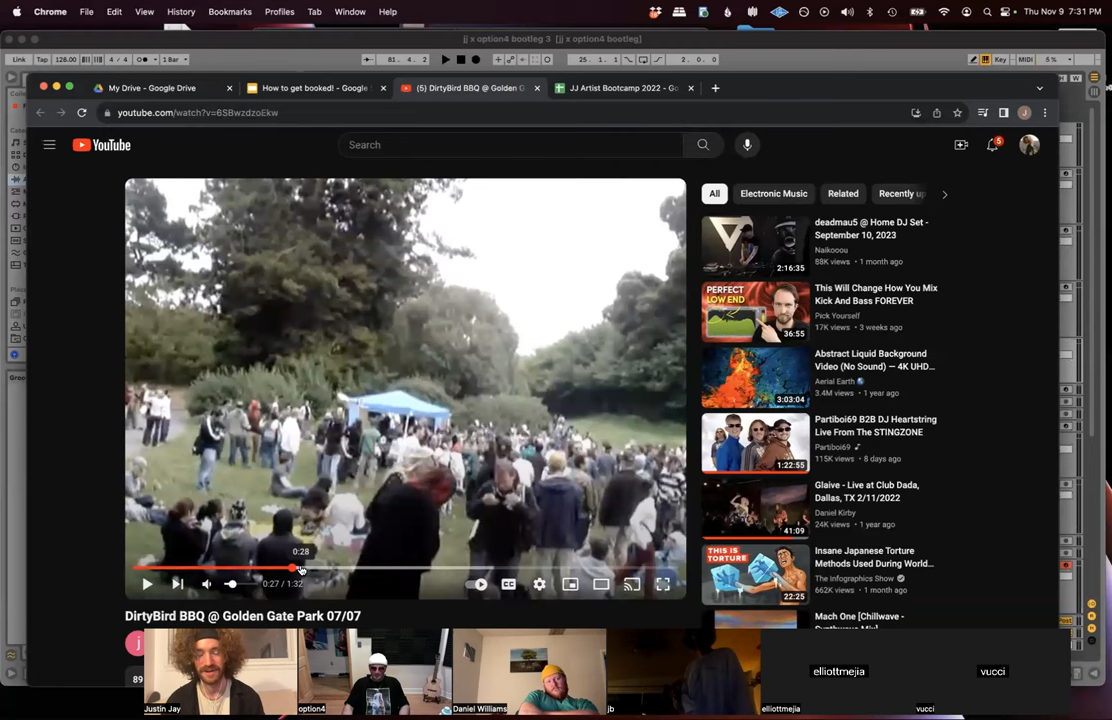 Chrome File Edit View History Bookmarks Profiles Tab Window Help Thu Nov 9 7:31 PM
jj x option4 bootleg 3 [jj x option4 bootleg]
Link Tap 128.00 4 / 4 1 Bar 81. 4. 2 25. 1. 1 2. 0. 0 Key MIDI 5 %
My Drive - Google Drive
How to get booked! - Google
(5) DirtyBird BBQ @ Golden G
JJ Artist Bootcamp 2022 - Go
youtube.com/watch?v=6SBwzdzoEkw
J
YouTube
Search
5
All
Electronic Music
Related
Recently up
deadmau5 @ Home DJ Set -
September 10, 2023
Naikooou
88K views • 1 month ago
2:16:35
PERFECT
LOW END
36:55
This Will Change How You Mix
Kick And Bass FOREVER
Pick Yourself
17K views • 3 weeks ago
Abstract Liquid Background
Video (No Sound) — 4K UHD...
Aerial Earth
3.4M views • 1 year ago
3:03:04
Partiboi69 B2B DJ Heartstring
Live From The STINGZONE
Partiboi69
115K views • 8 days ago
1:22:55
Glaive - Live at Club Dada,
Dallas, TX 2/11/2022
Daniel Kirby
24K views • 1 year ago
41:09
THIS IS
TORTURE
22:25
Insane Japanese Torture
Methods Used...
The Infographics Show
662K views • 1 month ago
Mach One [Chillwave -
0:28
0:27 / 1:32
CC
DirtyBird BBQ @ Golden Gate Park 07/07
j
89
Justin Jay
option4
Daniel Williams
jb
elliottmejia
elliottmejia
vucci
vucci